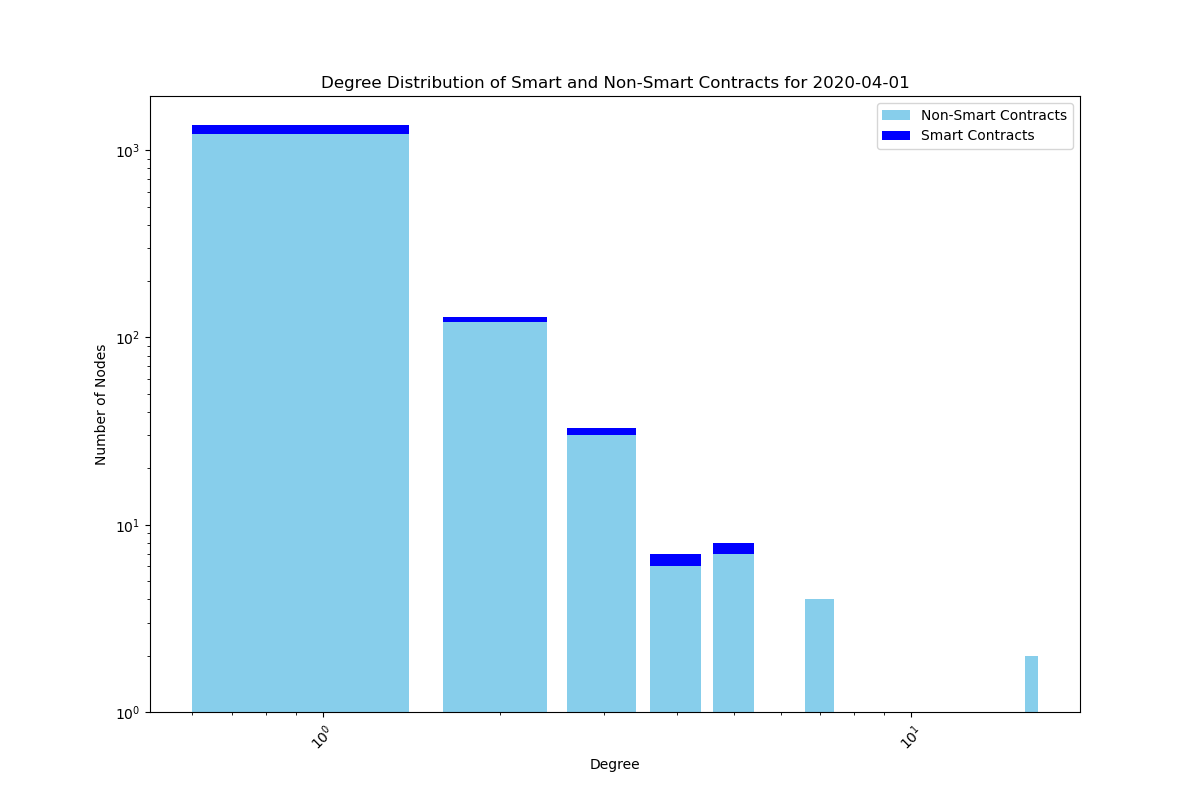 Degree Distribution of Smart and Non-Smart Contracts for 2020-04-01
Non-Smart Contracts
Smart Contracts
Number of Nodes
10³
10²
10¹
10⁰
10⁰
10¹
Degree